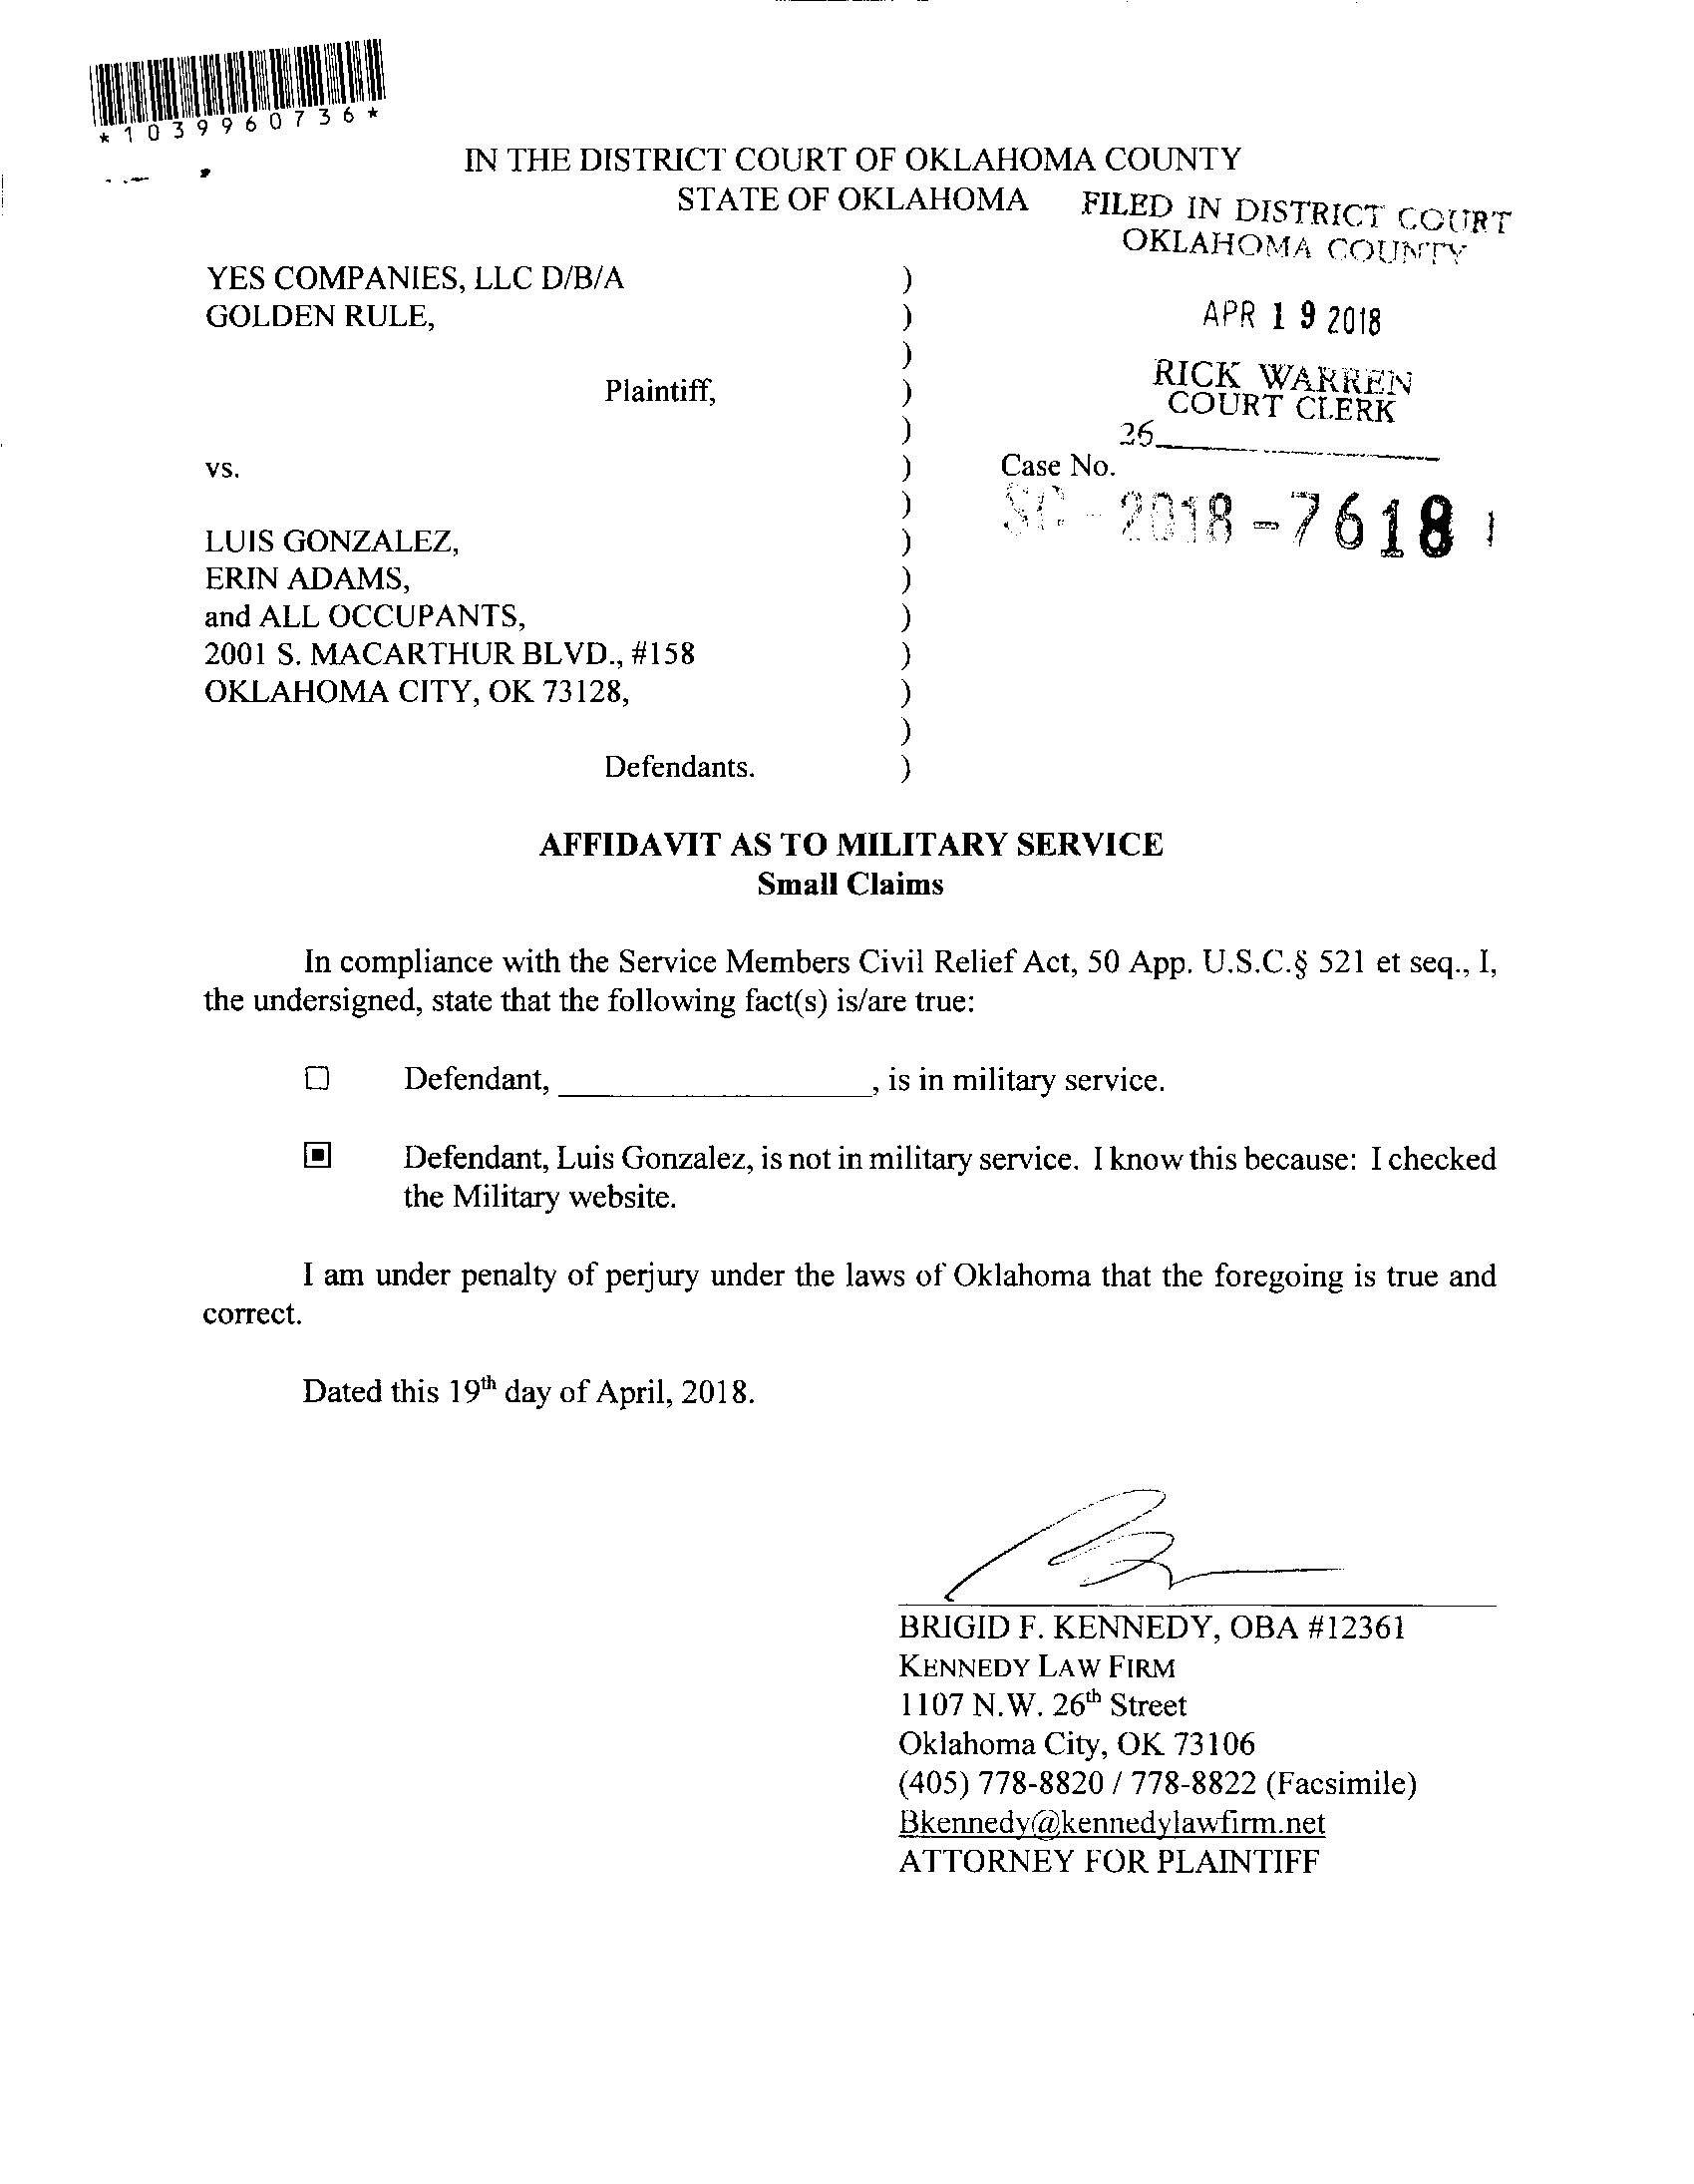 *1039960736*
IN THE DISTRICT COURT OF OKLAHOMA COUNTY
STATE OF OKLAHOMA
FILED IN DISTRICT COURT
OKLAHOMA COUNTY
APR 19 2018
RICK WARREN
COURT CLERK
26
YES COMPANIES, LLC D/B/A )
GOLDEN RULE, )
)
Plaintiff, )
)
vs. ) Case No.
) SC-2018-7618
LUIS GONZALEZ, )
ERIN ADAMS, )
and ALL OCCUPANTS, )
2001 S. MACARTHUR BLVD., #158 )
OKLAHOMA CITY, OK 73128, )
)
Defendants. )
AFFIDAVIT AS TO MILITARY SERVICE
Small Claims
In compliance with the Service Members Civil Relief Act, 50 App. U.S.C.§ 521 et seq., I,
the undersigned, state that the following fact(s) is/are true:
☐ Defendant, ____________________, is in military service.
▣ Defendant, Luis Gonzalez, is not in military service. I know this because: I checked
the Military website.
I am under penalty of perjury under the laws of Oklahoma that the foregoing is true and
correct.
Dated this 19th day of April, 2018.
BRIGID F. KENNEDY, OBA #12361
KENNEDY LAW FIRM
1107 N.W. 26th Street
Oklahoma City, OK 73106
(405) 778-8820 / 778-8822 (Facsimile)
Bkennedy@kennedylawfirm.net
ATTORNEY FOR PLAINTIFF